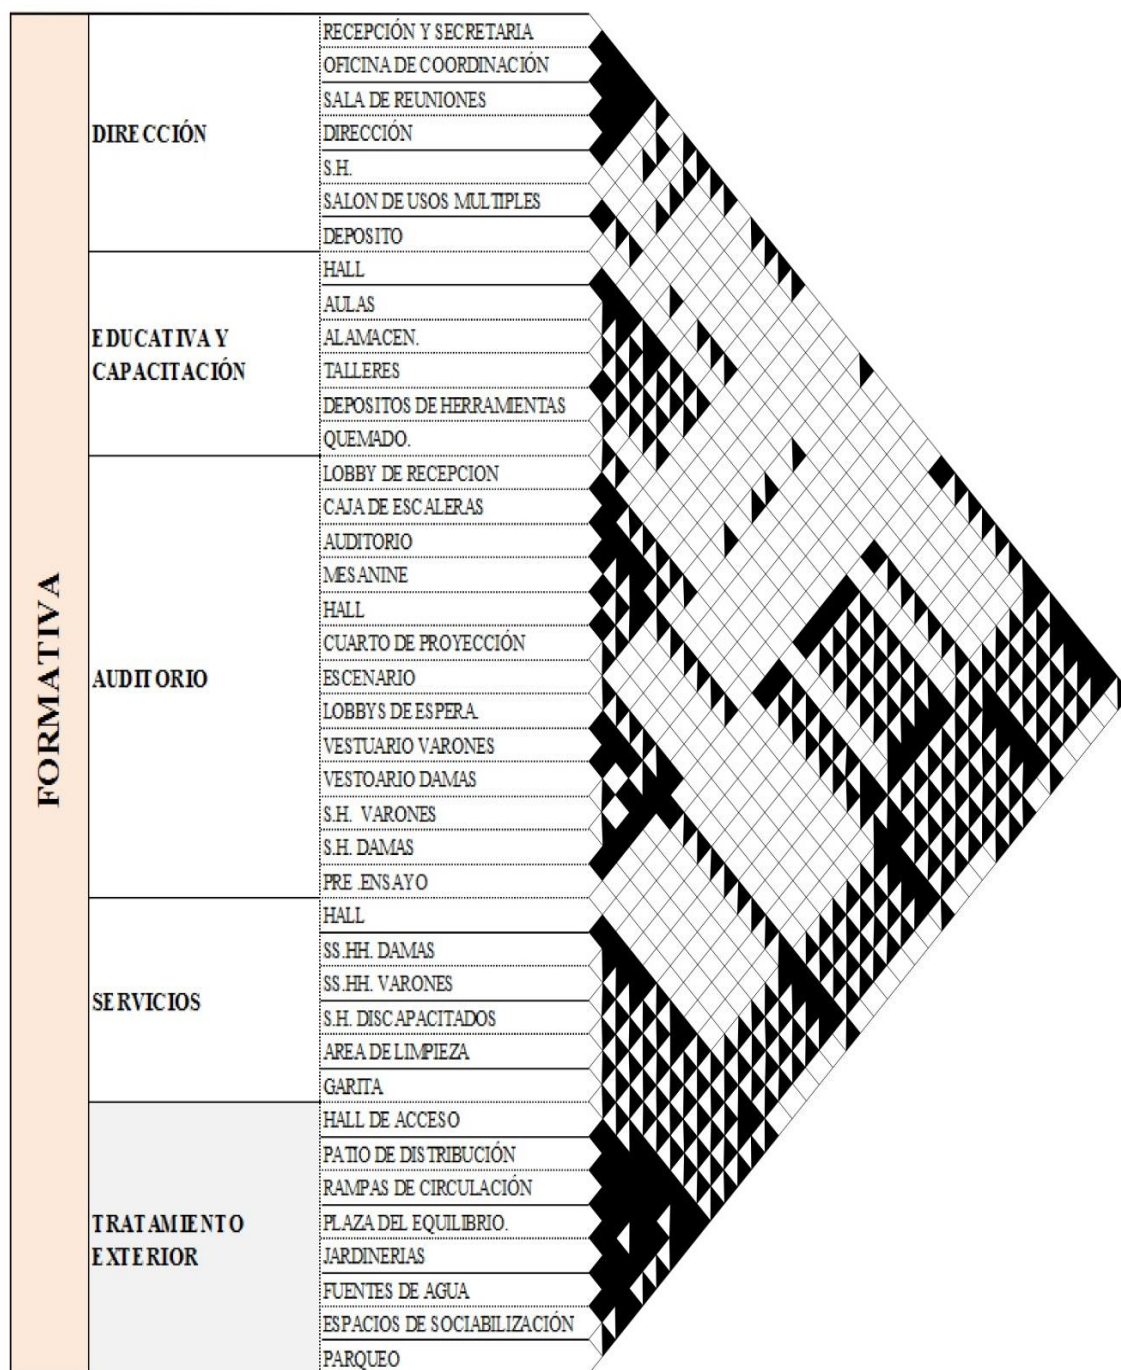 FORMATIVA
DIRECCIÓN
RECEPCIÓN Y SECRETARIA
OFICINA DE COORDINACIÓN
SALA DE REUNIONES
DIRECCIÓN
S.H.
SALON DE USOS MULTIPLES
DEPOSITO
EDUCATIVA Y
CAPACITACIÓN
HALL
AULAS
ALAMACEN.
TALLERES
DEPOSITOS DE HERRAMIENTAS
QUEMADO.
AUDITORIO
LOBBY DE RECEPCION
CAJA DE ESCALERAS
AUDITORIO
MESANINE
HALL
CUARTO DE PROYECCIÓN
ESCENARIO
LOBBYS DE ESPERA.
VESTUARIO VARONES
VESTOARIO DAMAS
S.H. VARONES
S.H. DAMAS
PRE .ENSAYO
SERVICIOS
HALL
SS.HH. DAMAS
SS.HH. VARONES
S.H. DISCAPACITADOS
AREA DE LIMPIEZA
GARITA
TRATAMIENTO
EXTERIOR
HALL DE ACCESO
PATIO DE DISTRIBUCIÓN
RAMPAS DE CIRCULACIÓN
PLAZA DEL EQUILIBRIO.
JARDINERIAS
FUENTES DE AGUA
ESPACIOS DE SOCIABILIZACIÓN
PARQUEO